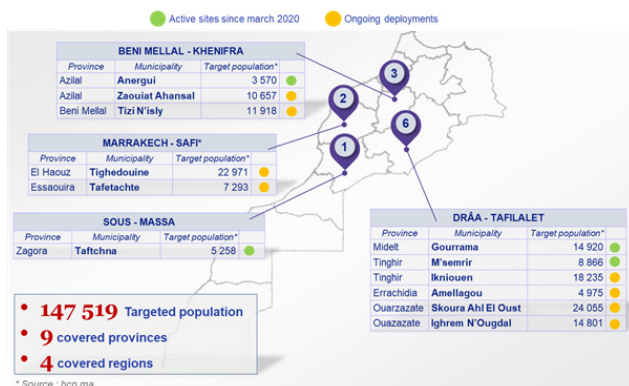 Active sites since march 2020 Ongoing deployments
BENI MELLAL - KHENIFRA
Province Municipality Target population*
Azilal Anergui 3 570
Azilal Zaouiat Ahansal 10 657
Beni Mellal Tizi N'isly 11 918
3
2
6
1
MARRAKECH - SAFI*
Province Municipality Target population*
El Haouz Tighedouine 22 971
Essaouira Tafetachte 7 293
SOUS - MASSA
Province Municipality Target population*
Zagora Taftchna 5 258
DRÂA - TAFILALET
Province Municipality Target population*
Midelt Gourrama 14 920
Tinghir M'semrir 8 866
Tinghir Ikniouen 18 235
Errachidia Amellagou 4 975
Ouarzazate Skoura Ahl El Oust 24 055
Ouazazate Ighrem N'Ougdal 14 801
• 147 519 Targeted population
• 9 covered provinces
• 4 covered regions
* Source : hcp.ma